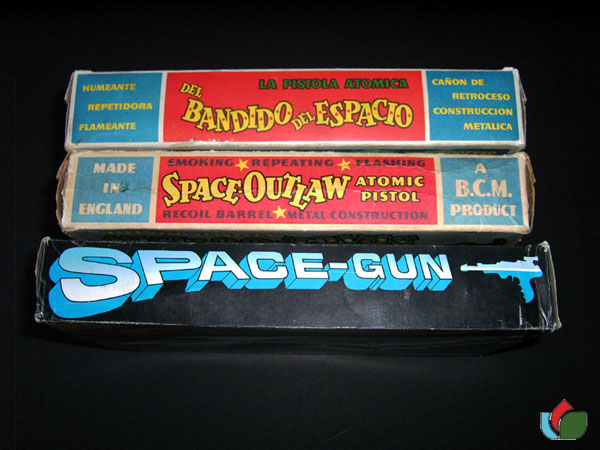 LA PISTOLA ATOMICA
HUMEANTE
REPETIDORA
FLAMEANTE
DEL
BANDIDO DEL ESPACIO
CAÑON DE
RETROCESO
CONSTRUCCION
METALICA
MADE
IN
ENGLAND
SMOKING ★ REPEATING ★ FLASHING
SPACE-OUTLAW
ATOMIC
PISTOL
RECOIL BARREL ★ METAL CONSTRUCTION
A
B.C.M.
PRODUCT
SPACE-GUN